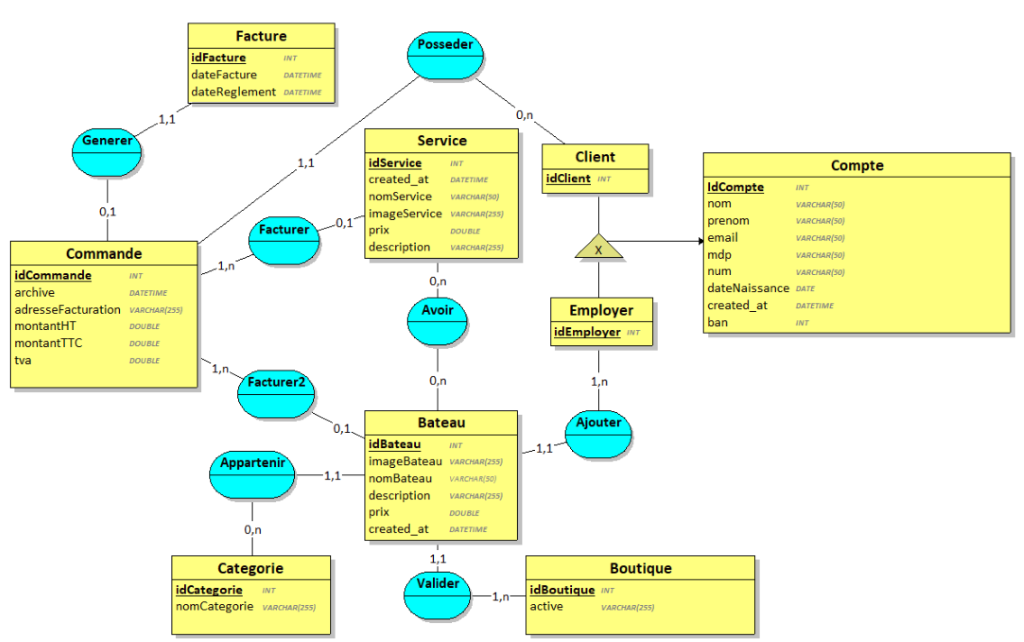 Facture
idFacture INT
dateFacture DATETIME
dateReglement DATETIME
Posseder
1,1
0,n
Generer
0,1
1,1
Service
idService INT
created_at DATETIME
nomService VARCHAR(50)
imageService VARCHAR(255)
prix DOUBLE
description VARCHAR(255)
Client
idClient INT
Compte
IdCompte INT
nom VARCHAR(50)
prenom VARCHAR(50)
email VARCHAR(50)
mdp VARCHAR(50)
num VARCHAR(50)
dateNaissance DATE
created_at DATETIME
ban INT
Facturer
0,1
1,n
X
Commande
idCommande INT
archive DATETIME
adresseFacturation VARCHAR(255)
montantHT DOUBLE
montantTTC DOUBLE
tva DOUBLE
0,n
Avoir
0,n
Employer
idEmployer INT
1,n
Facturer2
1,n
0,1
Ajouter
1,1
Bateau
idBateau INT
imageBateau VARCHAR(255)
nomBateau VARCHAR(50)
description VARCHAR(255)
prix DOUBLE
created_at DATETIME
Appartenir
1,1
0,n
Categorie
idCategorie INT
nomCategorie VARCHAR(255)
1,1
Valider
1,n
Boutique
idBoutique INT
active VARCHAR(255)